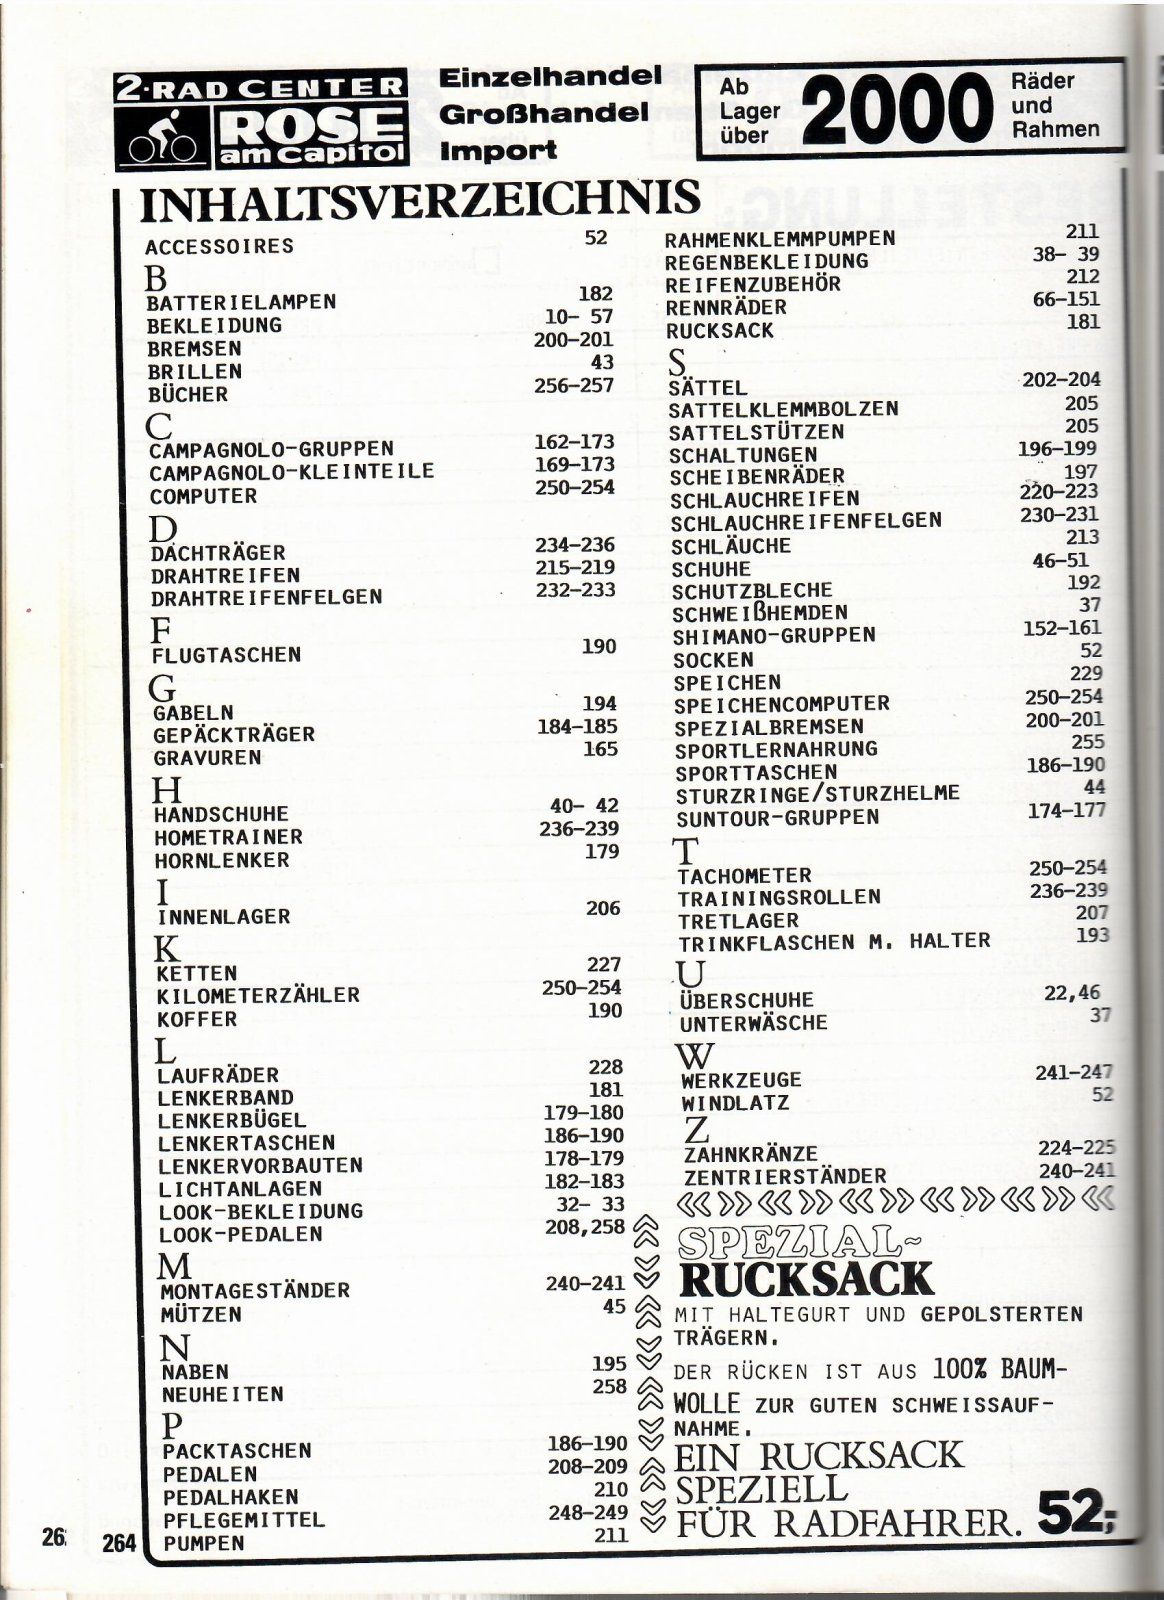 2-RAD CENTER
ROSE
am Capitol
Einzelhandel
Großhandel
Import
Ab
Lager
über
2000
Räder
und
Rahmen
INHALTSVERZEICHNIS
ACCESSOIRES 52
B
BATTERIELAMPEN 182
BEKLEIDUNG 10- 57
BREMSEN 200-201
BRILLEN 43
BÜCHER 256-257
C
CAMPAGNOLO-GRUPPEN 162-173
CAMPAGNOLO-KLEINTEILE 169-173
COMPUTER 250-254
D
DACHTRÄGER 234-236
DRAHTREIFEN 215-219
DRAHTREIFENFELGEN 232-233
F
FLUGTASCHEN 190
G
GABELN 194
GEPÄCKTRÄGER 184-185
GRAVUREN 165
H
HANDSCHUHE 40- 42
HOMETRAINER 236-239
HORNLENKER 179
I
INNENLAGER 206
K
KETTEN 227
KILOMETERZÄHLER 250-254
KOFFER 190
L
LAUFRÄDER 228
LENKERBAND 181
LENKERBÜGEL 179-180
LENKERTASCHEN 186-190
LENKERVORBAUTEN 178-179
LICHTANLAGEN 182-183
LOOK-BEKLEIDUNG 32- 33
LOOK-PEDALEN 208,258
M
MONTAGESTÄNDER 240-241
MÜTZEN 45
N
NABEN 195
NEUHEITEN 258
P
PACKTASCHEN 186-190
PEDALEN 208-209
PEDALHAKEN 210
PFLEGEMITTEL 248-249
PUMPEN 211
RAHMENKLEMMPUMPEN 211
REGENBEKLEIDUNG 38- 39
REIFENZUBEHÖR 212
RENNRÄDER 66-151
RUCKSACK 181
S
SÄTTEL 202-204
SATTELKLEMMBOLZEN 205
SATTELSTÜTZEN 205
SCHALTUNGEN 196-199
SCHEIBENRÄDER 197
SCHLAUCHREIFEN 220-223
SCHLAUCHREIFENFELGEN 230-231
SCHLÄUCHE 213
SCHUHE 46-51
SCHUTZBLECHE 192
SCHWEIßHEMDEN 37
SHIMANO-GRUPPEN 152-161
SOCKEN 52
SPEICHEN 229
SPEICHENCOMPUTER 250-254
SPEZIALBREMSEN 200-201
SPORTLERNAHRUNG 255
SPORTTASCHEN 186-190
STURZRINGE/STURZHELME 44
SUNTOUR-GRUPPEN 174-177
T
TACHOMETER 250-254
TRAININGSROLLEN 236-239
TRETLAGER 207
TRINKFLASCHEN M. HALTER 193
U
ÜBERSCHUHE 22,46
UNTERWÄSCHE 37
W
WERKZEUGE 241-247
WINDLATZ 52
Z
ZAHNKRÄNZE 224-225
ZENTRIERSTÄNDER 240-241
SPEZIAL~
RUCKSACK
MIT HALTEGURT UND GEPOLSTERTEN
TRÄGERN.
DER RÜCKEN IST AUS 100% BAUM-
WOLLE ZUR GUTEN SCHWEISSAUF-
NAHME.
EIN RUCKSACK
SPEZIELL
FÜR RADFAHRER. 52,-
264